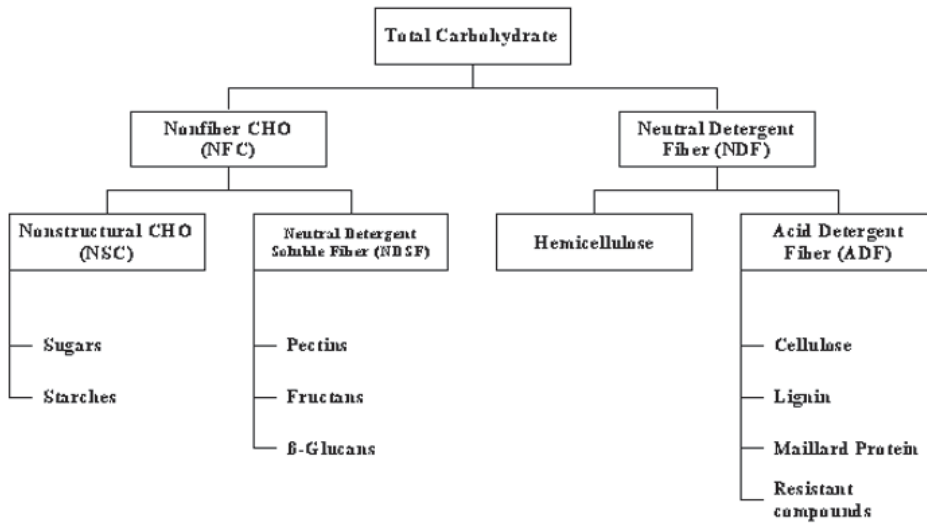 Total Carbohydrate
Nonfiber CHO
(NFC)
Neutral Detergent
Fiber (NDF)
Nonstructural CHO
(NSC)
Neutral Detergent
Soluble Fiber (NDSF)
Hemicellulose
Acid Detergent
Fiber (ADF)
Sugars
Starches
Pectins
Fructans
ß-Glucans
Cellulose
Lignin
Maillard Protein
Resistant
compounds